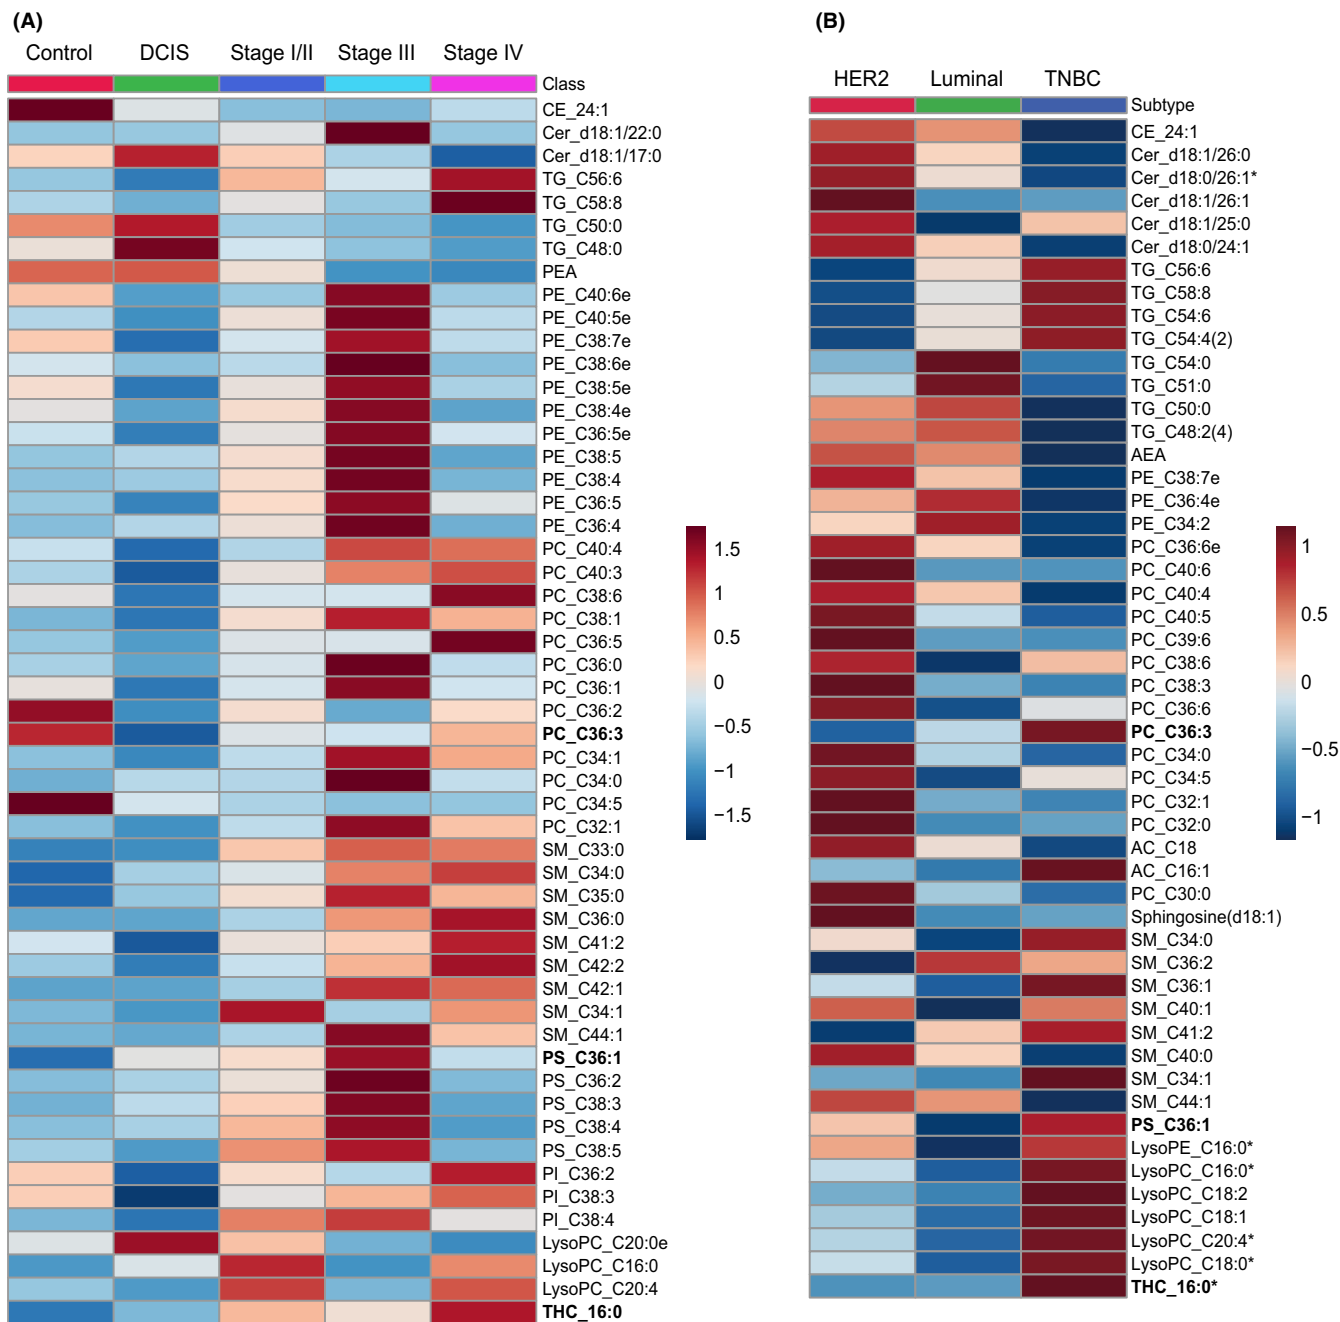 (A)
Control DCIS Stage I/II Stage III Stage IV
Class
CE_24:1
Cer_d18:1/22:0
Cer_d18:1/17:0
TG_C56:6
TG_C58:8
TG_C50:0
TG_C48:0
PEA
PE_C40:6e
PE_C40:5e
PE_C38:7e
PE_C38:6e
PE_C38:5e
PE_C38:4e
PE_C36:5e
PE_C38:5
PE_C38:4
PE_C36:5
PE_C36:4
PC_C40:4
PC_C40:3
PC_C38:6
PC_C38:1
PC_C36:5
PC_C36:0
PC_C36:1
PC_C36:2
PC_C36:3
PC_C34:1
PC_C34:0
PC_C34:5
PC_C32:1
SM_C33:0
SM_C34:0
SM_C35:0
SM_C36:0
SM_C41:2
SM_C42:2
SM_C42:1
SM_C34:1
SM_C44:1
PS_C36:1
PS_C36:2
PS_C38:3
PS_C38:4
PS_C38:5
PI_C36:2
PI_C38:3
PI_C38:4
LysoPC_C20:0e
LysoPC_C16:0
LysoPC_C20:4
THC_16:0
1.5
1
0.5
0
−0.5
−1
−1.5
(B)
HER2 Luminal TNBC
Subtype
CE_24:1
Cer_d18:1/26:0
Cer_d18:0/26:1*
Cer_d18:1/26:1
Cer_d18:1/25:0
Cer_d18:0/24:1
TG_C56:6
TG_C58:8
TG_C54:6
TG_C54:4(2)
TG_C54:0
TG_C51:0
TG_C50:0
TG_C48:2(4)
AEA
PE_C38:7e
PE_C36:4e
PE_C34:2
PC_C36:6e
PC_C40:6
PC_C40:4
PC_C40:5
PC_C39:6
PC_C38:6
PC_C38:3
PC_C36:6
PC_C36:3
PC_C34:0
PC_C34:5
PC_C32:1
PC_C32:0
AC_C18
AC_C16:1
PC_C30:0
Sphingosine(d18:1)
SM_C34:0
SM_C36:2
SM_C36:1
SM_C40:1
SM_C41:2
SM_C40:0
SM_C34:1
SM_C44:1
PS_C36:1
LysoPE_C16:0*
LysoPC_C16:0*
LysoPC_C18:2
LysoPC_C18:1
LysoPC_C20:4*
LysoPC_C18:0*
THC_16:0*
1
0.5
0
−0.5
−1